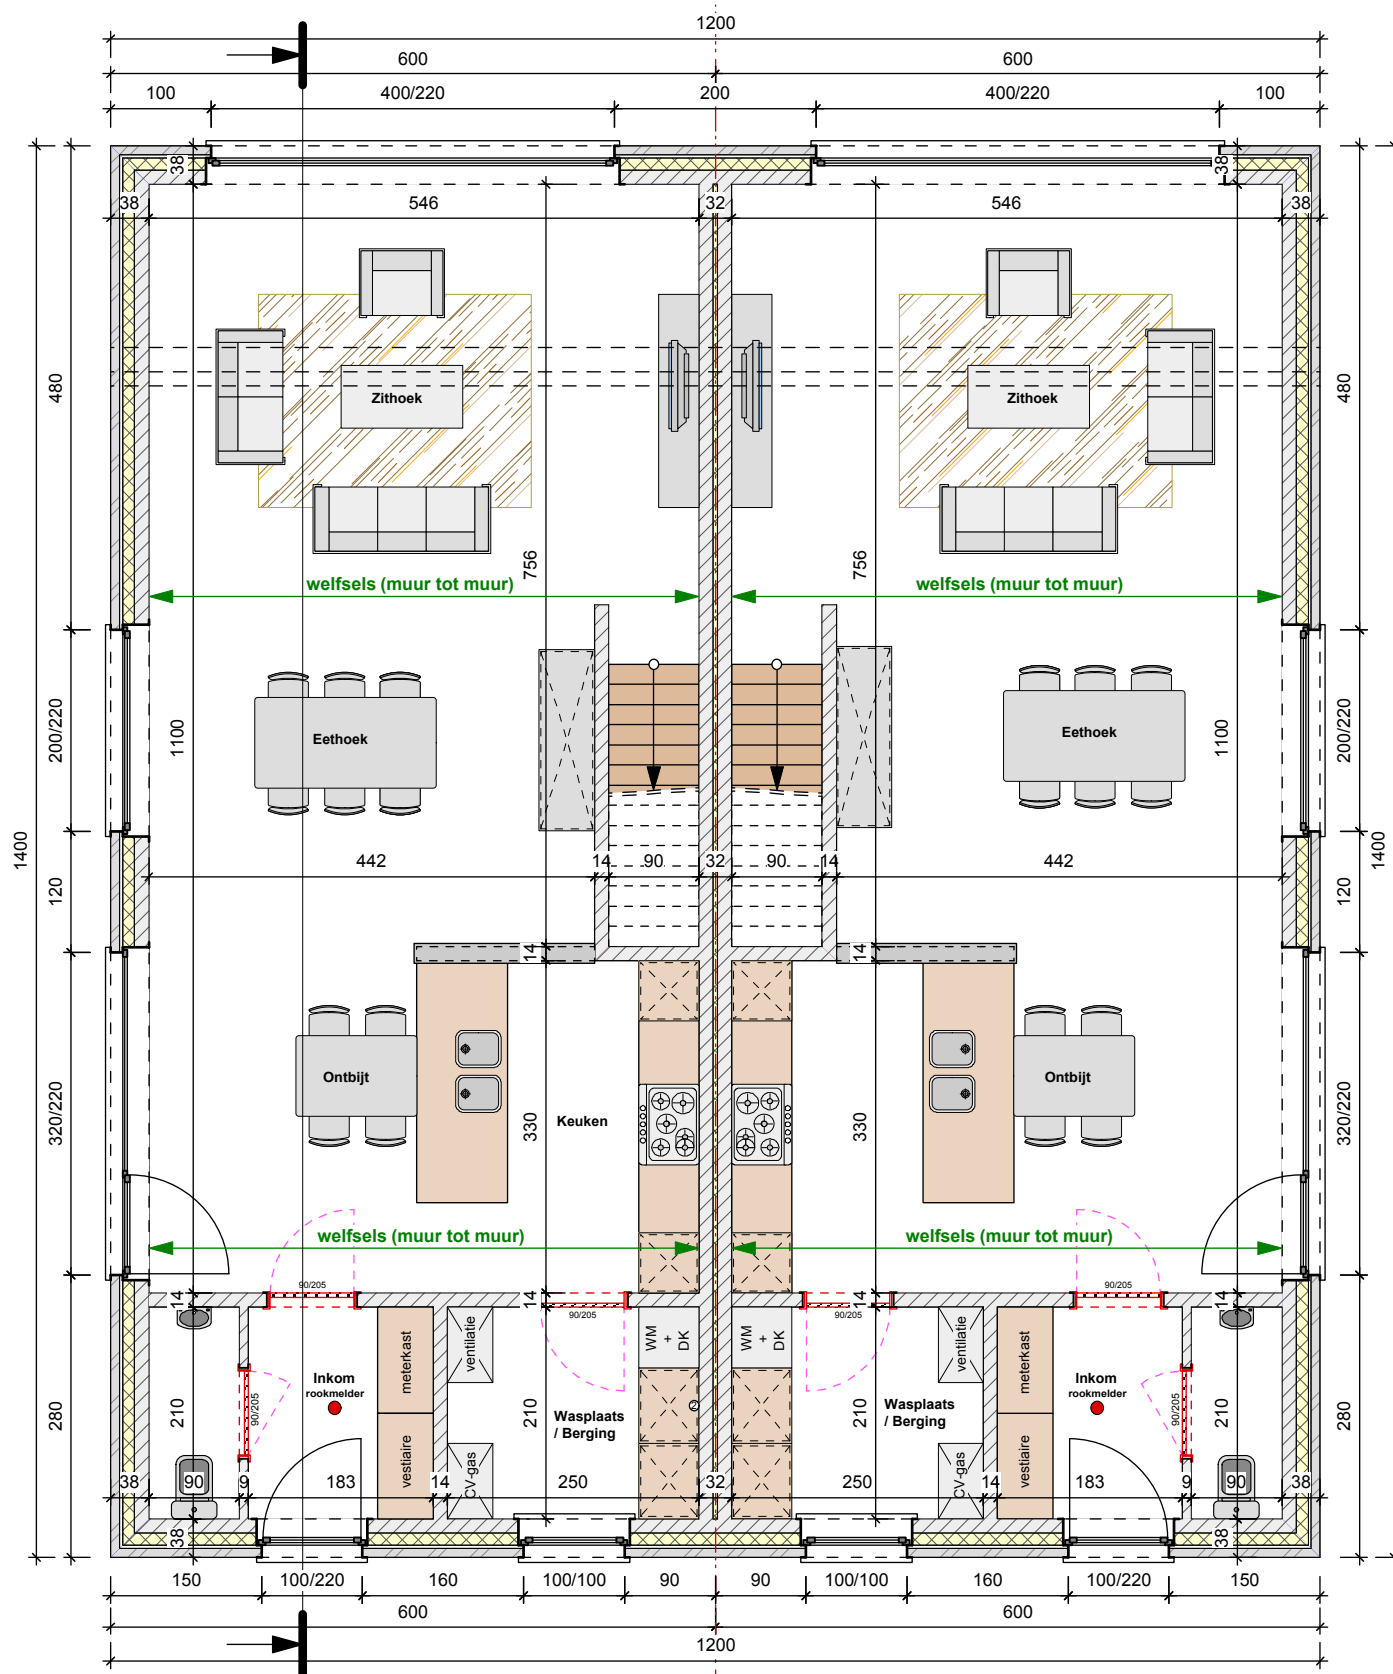 1200
600
600
100
400/220
200
400/220
100
38
38
38
546
32
546
38
480
480
Zithoek
Zithoek
756
756
welfsels (muur tot muur)
welfsels (muur tot muur)
200/220
1100
Eethoek
Eethoek
1100
200/220
1400
1400
442
14
90
32
90
14
442
120
120
14
14
Ontbijt
Ontbijt
320/220
330
Keuken
330
320/220
welfsels (muur tot muur)
welfsels (muur tot muur)
90/205
90/205
14
14
14
14
90/205
90/205
meterkast
ventilatie
WM
+
DK
WM
+
DK
ventilatie
meterkast
Inkom
rookmelder
Inkom
rookmelder
280
210
90/205
210
Wasplaats
/ Berging
2
210
Wasplaats
/ Berging
90/205
210
280
vestiaire
CV-gas
CV-gas
vestiaire
38
90
9
183
14
250
32
250
14
183
9
90
38
38
38
150
100/220
160
100/100
90
90
100/100
160
100/220
150
600
600
1200